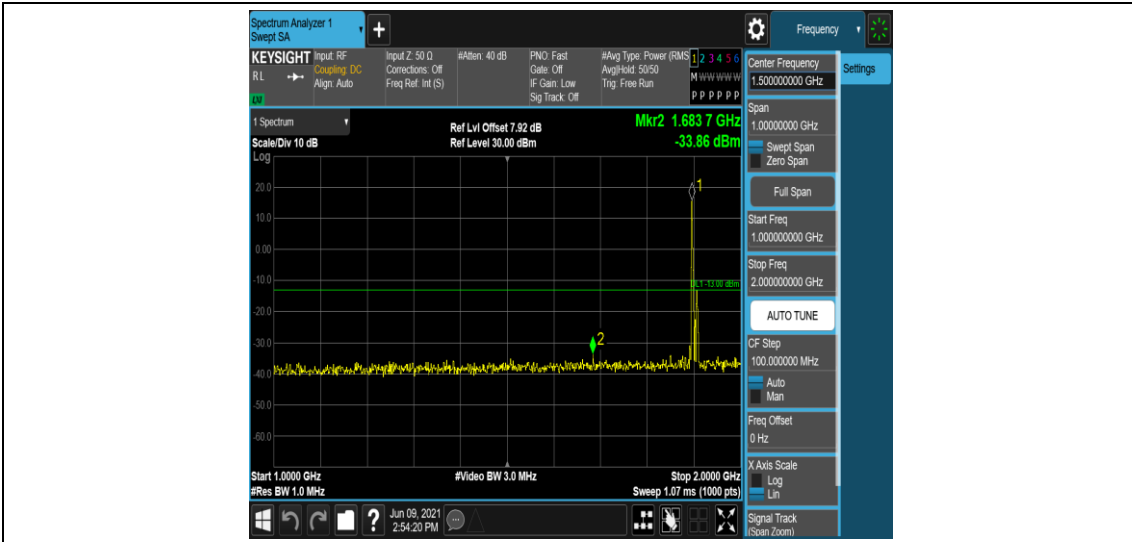 Spectrum Analyzer 1
Swept SA
+
Frequency
KEYSIGHT
RL
LXI
Input: RF
Coupling: DC
Align: Auto
Input Z: 50 Ω
Corrections: Off
Freq Ref: Int (S)
#Atten: 40 dB
PNO: Fast
Gate: Off
IF Gain: Low
Sig Track: Off
#Avg Type: Power (RMS
Avg|Hold: 50/50
Trig: Free Run
1 2 3 4 5 6
M W W W W W
P P P P P P
Center Frequency
1.500000000 GHz
Settings
Span
1.00000000 GHz
Swept Span
Zero Span
Full Span
Start Freq
1.000000000 GHz
Stop Freq
2.000000000 GHz
AUTO TUNE
CF Step
100.000000 MHz
Auto
Man
Freq Offset
0 Hz
X Axis Scale
Log
Lin
Signal Track
(Span Zoom)
1 Spectrum
Scale/Div 10 dB
Log
Ref Lvl Offset 7.92 dB
Ref Level 30.00 dBm
Mkr2 1.683 7 GHz
-33.86 dBm
20.0
10.0
0.00
-10.0
-20.0
-30.0
-40.0
-50.0
-60.0
1
DL1 -13.00 dBm
2
Start 1.0000 GHz
#Res BW 1.0 MHz
#Video BW 3.0 MHz
Stop 2.0000 GHz
Sweep 1.07 ms (1000 pts)
?
Jun 09, 2021
2:54:20 PM